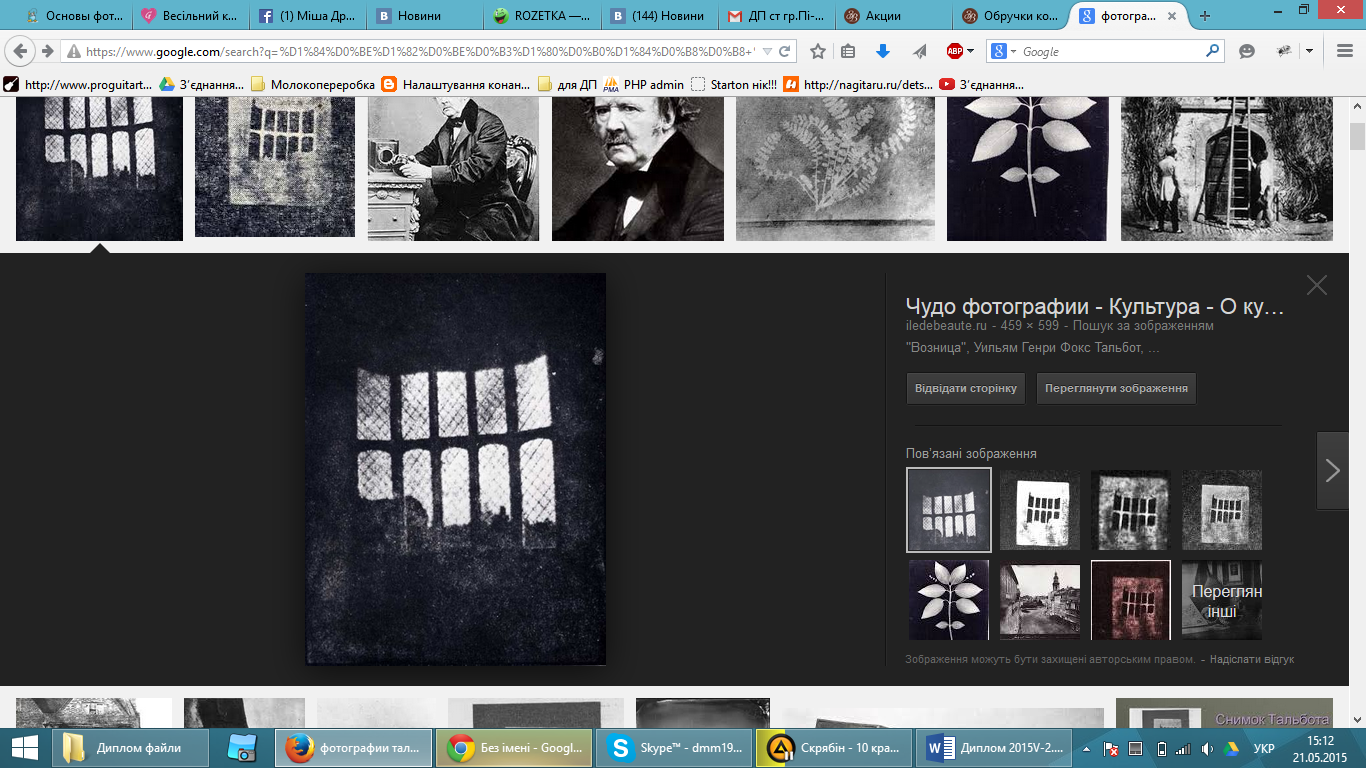 Основы фот...
Весільний к...
(1) Міша Др...
Новини
ROZETKA —...
(144) Новини
ДП ст гр.Пі-...
Акции
Обручки ко...
фотогра...
https://www.google.com/search?q=%D1%84%D0%BE%D1%82%D0%BE%D0%B3%D1%80%D0%B0%D1%84%D0%B8%D0%B8+
ABP
Google
http://www.proguitart...
З'єднання...
Молокопереробка
Налаштування конан...
для ДП
PHP admin
Starton нік!!!
http://nagitaru.ru/dets...
З'єднання...
Чудо фотографии - Культура - О ку...
iledebeaute.ru - 459 × 599 - Пошук за зображенням
"Возница", Уильям Генри Фокс Тальбот, ...
Відвідати сторінку
Переглянути зображення
Пов'язані зображення
Переглян
інші
Зображення можуть бути захищені авторським правом. - Надіслати відгук
Снимок Тальбота
Диплом файли
фотографии тал...
Без імені - Googl...
Skype™ - dmm19...
Скрябін - 10 кра...
Диплом 2015V-2....
УКР
15:12
21.05.2015